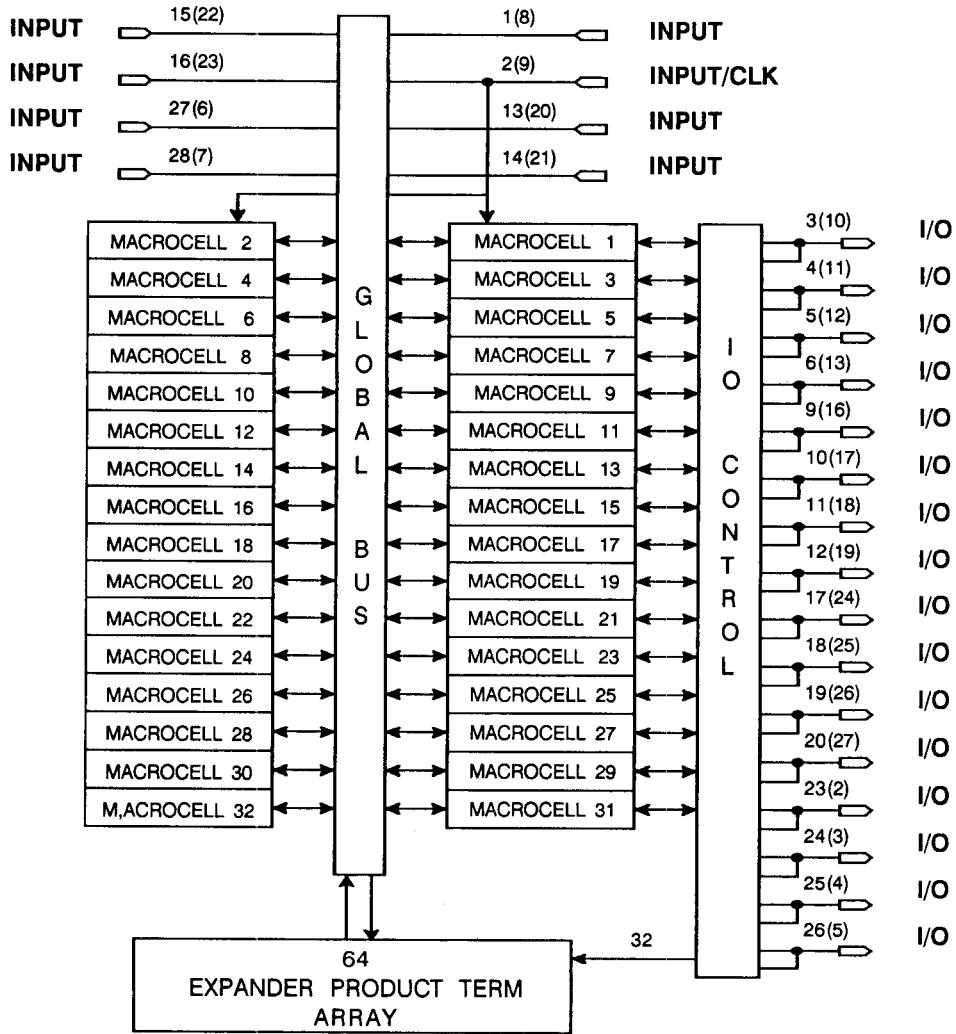 15(22) 1(8)
INPUT INPUT
16(23) 2(9)
INPUT INPUT/CLK
27(6) 13(20)
INPUT INPUT
28(7) 14(21)
INPUT INPUT
MACROCELL 2 MACROCELL 1
MACROCELL 4 MACROCELL 3
MACROCELL 6 MACROCELL 5
MACROCELL 8 MACROCELL 7
MACROCELL 10 MACROCELL 9
MACROCELL 12 MACROCELL 11
MACROCELL 14 MACROCELL 13
MACROCELL 16 MACROCELL 15
MACROCELL 18 MACROCELL 17
MACROCELL 20 MACROCELL 19
MACROCELL 22 MACROCELL 21
MACROCELL 24 MACROCELL 23
MACROCELL 26 MACROCELL 25
MACROCELL 28 MACROCELL 27
MACROCELL 30 MACROCELL 29
M,ACROCELL 32 MACROCELL 31
GLOBAL BUS
IO CONTROL
3(10) I/O
4(11) I/O
5(12) I/O
6(13) I/O
9(16) I/O
10(17) I/O
11(18) I/O
12(19) I/O
17(24) I/O
18(25) I/O
19(26) I/O
20(27) I/O
23(2) I/O
24(3) I/O
25(4) I/O
26(5) I/O
32
64
EXPANDER PRODUCT TERM
ARRAY